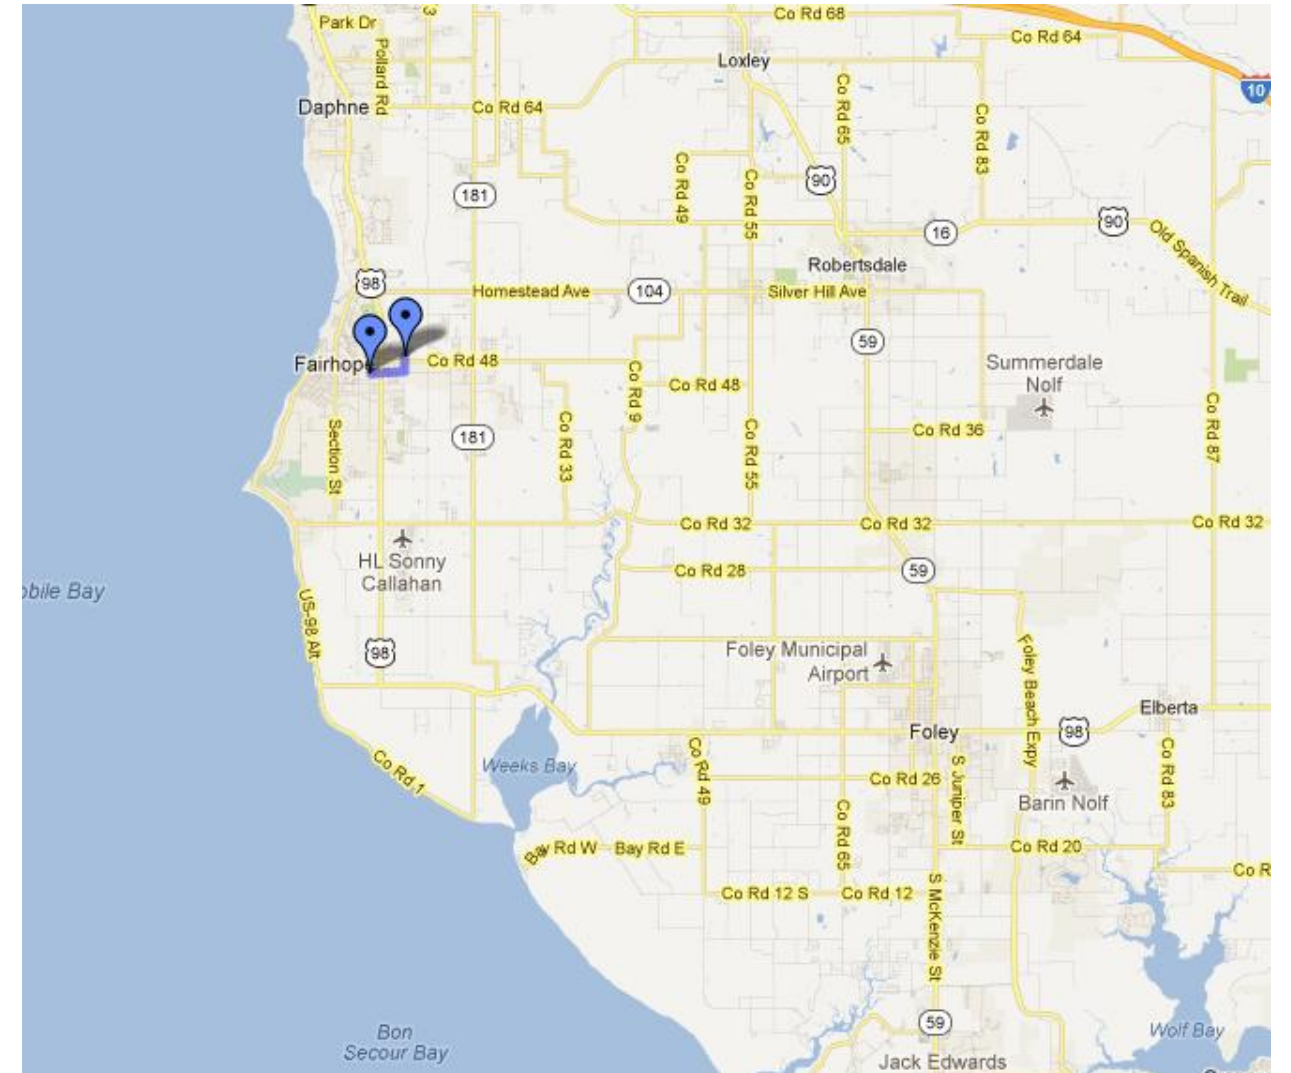 Park Dr
3
Co Rd 68
Co Rd 64
Pollard Rd
Loxley
10
Daphne
Co Rd 64
Co Rd 65
Co Rd 83
181
Co Rd 49
Co Rd 55
90
16
90
Old Spanish Trail
Robertsdale
98
Homestead Ave
104
Silver Hill Ave
59
Fairhope
Co Rd 48
Summerdale
Nolf
Co Rd 9
Co Rd 48
Section St
181
Co Rd 33
Co Rd 55
Co Rd 36
Co Rd 87
Co Rd 32
Co Rd 32
Co Rd 32
HL Sonny
Callahan
Co Rd 28
59
obile Bay
US-98 Alt
98
Foley Municipal
Airport
Foley Beach Expy
Elberta
Foley
98
Co Rd 1
Weeks Bay
Co Rd 49
Co Rd 26
S Juniper St
Barin Nolf
Co Rd 83
Co Rd 65
Bay Rd W
Bay Rd E
Co Rd 20
Co R
Co Rd 12 S
Co Rd 12
S McKenzie St
Bon
Secour Bay
59
Wolf Bay
Jack Edwards